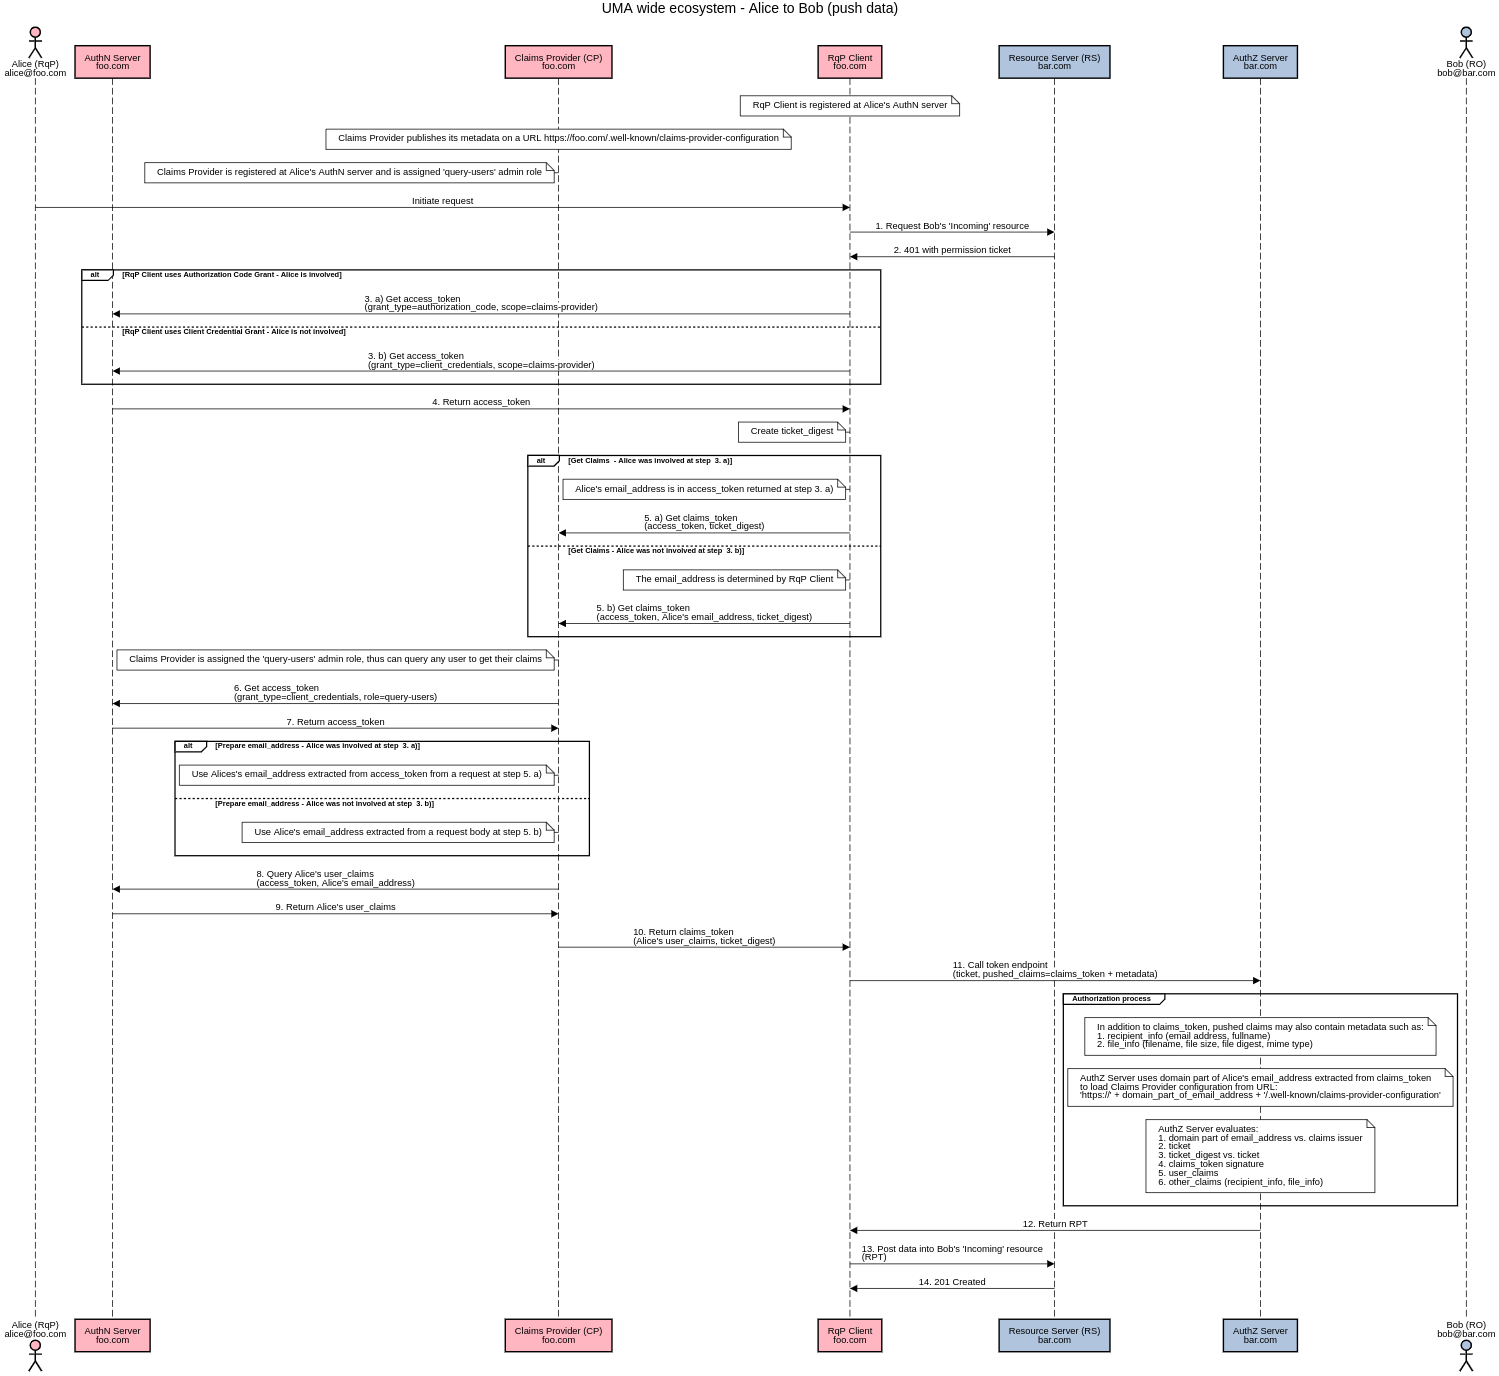 UMA wide ecosystem - Alice to Bob (push data)
Alice (RqP)
alice@foo.com
AuthN Server
foo.com
Claims Provider (CP)
foo.com
RqP Client
foo.com
Resource Server (RS)
bar.com
AuthZ Server
bar.com
Bob (RO)
bob@bar.com
RqP Client is registered at Alice's AuthN server
Claims Provider publishes its metadata on a URL https://foo.com/.well-known/claims-provider-configuration
Claims Provider is registered at Alice's AuthN server and is assigned 'query-users' admin role
Initiate request
1. Request Bob's 'Incoming' resource
2. 401 with permission ticket
alt [RqP Client uses Authorization Code Grant - Alice is involved]
3. a) Get access_token
(grant_type=authorization_code, scope=claims-provider)
[RqP Client uses Client Credential Grant - Alice is not involved]
3. b) Get access_token
(grant_type=client_credentials, scope=claims-provider)
4. Return access_token
Create ticket_digest
alt [Get Claims  - Alice was involved at step  3. a)]
Alice's email_address is in access_token returned at step 3. a)
5. a) Get claims_token
(access_token, ticket_digest)
[Get Claims - Alice was not involved at step  3. b)]
The email_address is determined by RqP Client
5. b) Get claims_token
(access_token, Alice's email_address, ticket_digest)
Claims Provider is assigned the 'query-users' admin role, thus can query any user to get their claims
6. Get access_token
(grant_type=client_credentials, role=query-users)
7. Return access_token
alt [Prepare email_address - Alice was involved at step  3. a)]
Use Alices's email_address extracted from access_token from a request at step 5. a)
[Prepare email_address - Alice was not involved at step  3. b)]
Use Alice's email_address extracted from a request body at step 5. b)
8. Query Alice's user_claims
(access_token, Alice's email_address)
9. Return Alice's user_claims
10. Return claims_token
(Alice's user_claims, ticket_digest)
11. Call token endpoint
(ticket, pushed_claims=claims_token + metadata)
Authorization process
In addition to claims_token, pushed claims may also contain metadata such as:
1. recipient_info (email address, fullname)
2. file_info (filename, file size, file digest, mime type)
AuthZ Server uses domain part of Alice's email_address extracted from claims_token
to load Claims Provider configuration from URL:
'https://' + domain_part_of_email_address + '/.well-known/claims-provider-configuration'
AuthZ Server evaluates:
1. domain part of email_address vs. claims issuer
2. ticket
3. ticket_digest vs. ticket
4. claims_token signature
5. user_claims
6. other_claims (recipient_info, file_info)
12. Return RPT
13. Post data into Bob's 'Incoming' resource
(RPT)
14. 201 Created
Alice (RqP)
alice@foo.com
AuthN Server
foo.com
Claims Provider (CP)
foo.com
RqP Client
foo.com
Resource Server (RS)
bar.com
AuthZ Server
bar.com
Bob (RO)
bob@bar.com